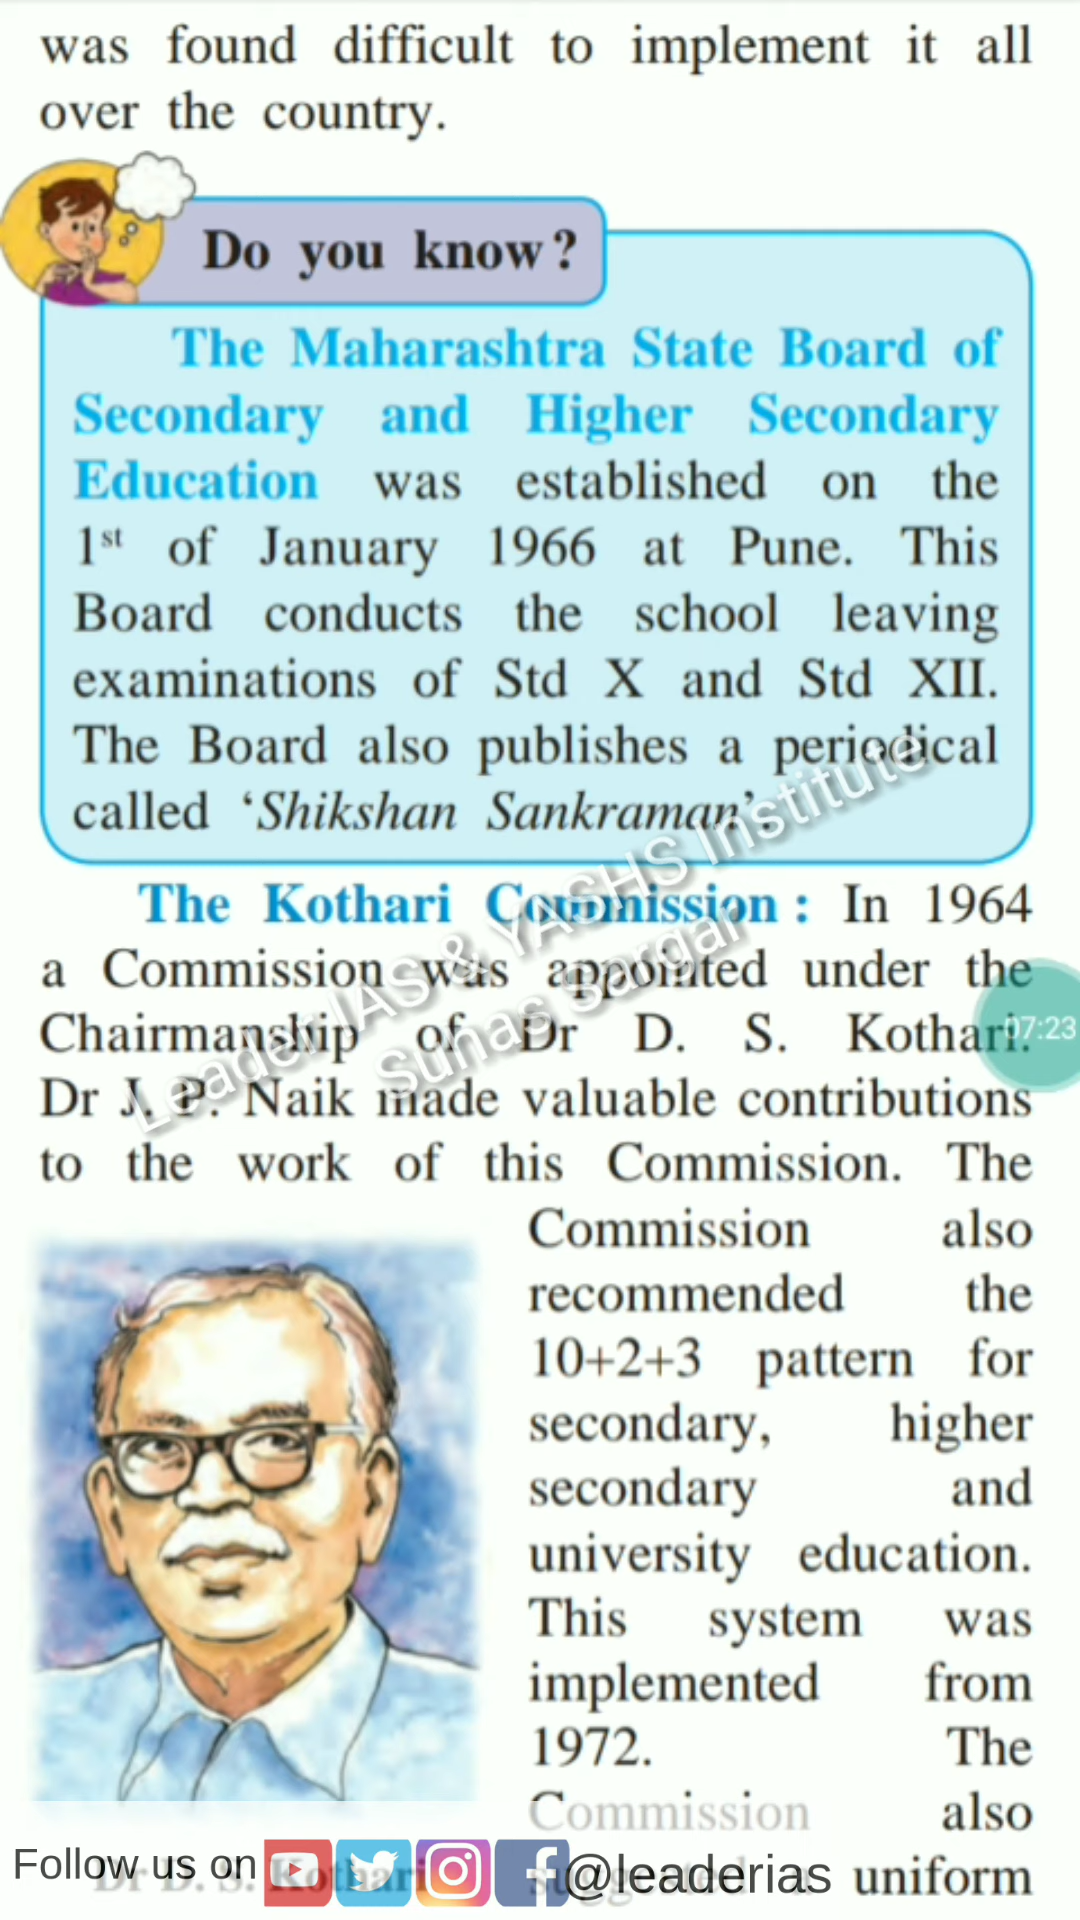 was found difficult to implement it all
over the country.
Do you know?
The Maharashtra State Board of
Secondary and Higher Secondary
Education was established on the
1st of January 1966 at Pune. This
Board conducts the school leaving
examinations of Std X and Std XII.
The Board also publishes a periodical
called ‘Shikshan Sankraman’.
The Kothari Commission : In 1964
a Commission was appointed under the
Chairmanship of Dr D. S. Kothari.
07:23
Dr J. P. Naik made valuable contributions
to the work of this Commission. The
Commission also
recommended the
10+2+3 pattern for
secondary, higher
secondary and
university education.
This system was
implemented from
1972. The
Commission also
suggested a uniform
Dr D. S. Kothari
Leader IAS & YASHS Institute
Suhas Sargar
Follow us on @leaderias